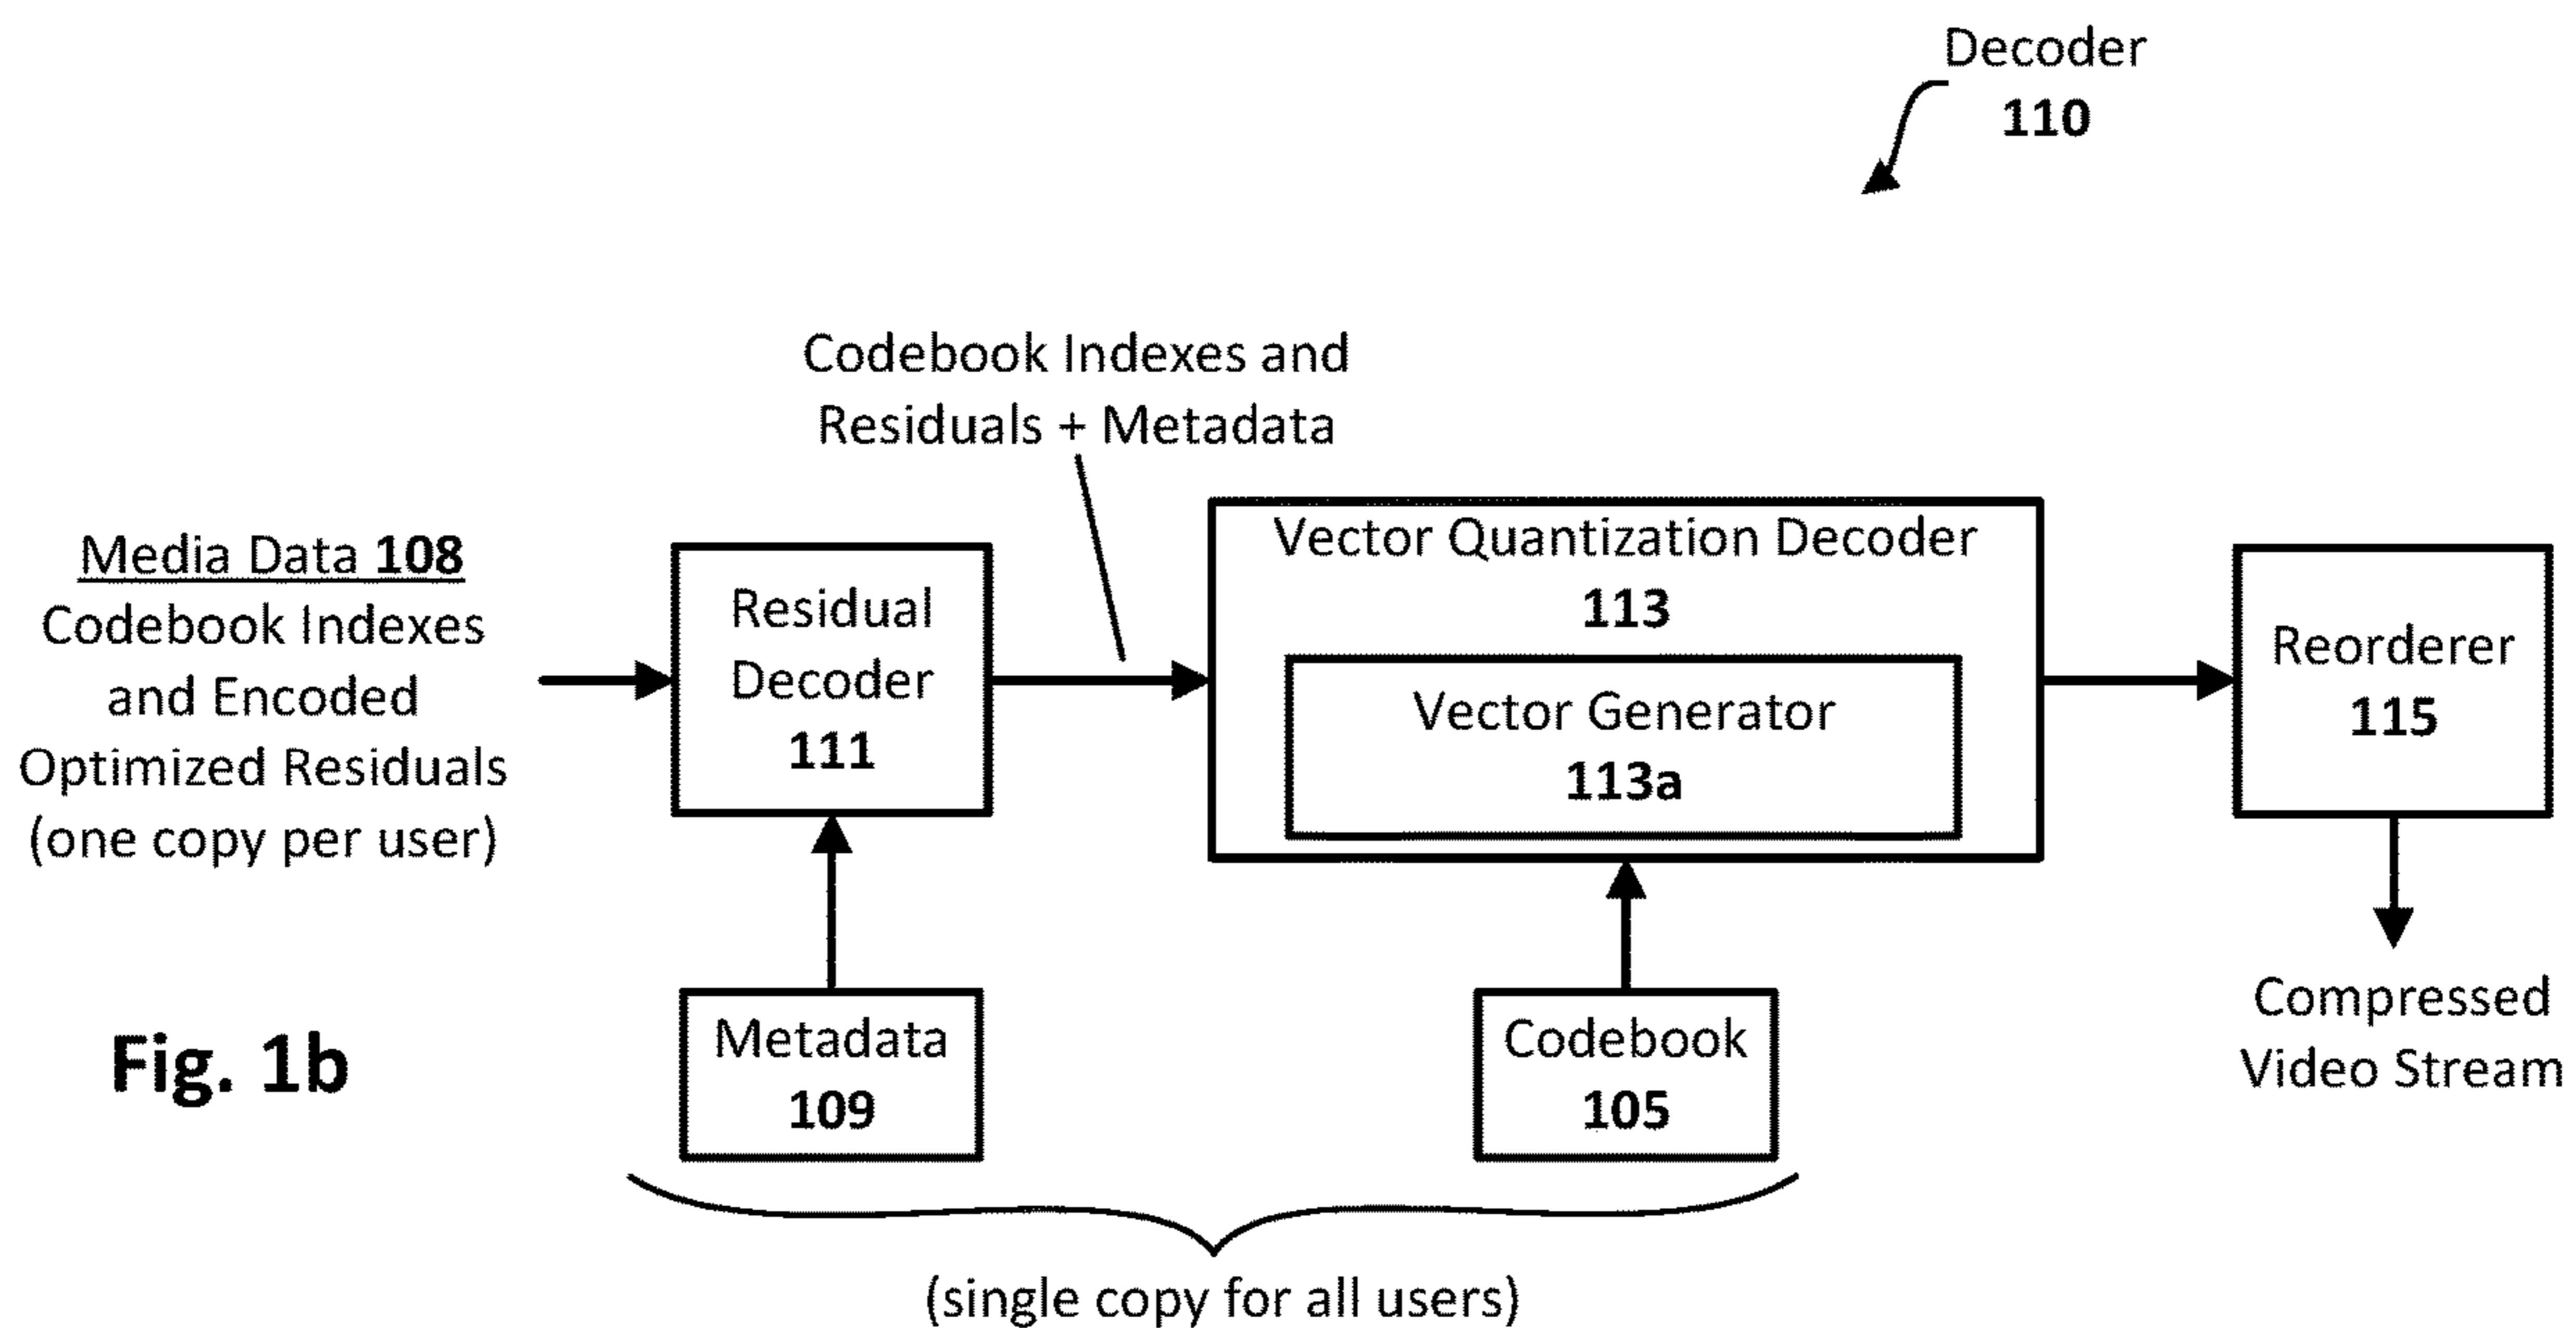 Decoder
110
Codebook Indexes and
Residuals + Metadata
Media Data 108
Codebook Indexes
and Encoded
Optimized Residuals
(one copy per user)
Residual
Decoder
111
Vector Quantization Decoder
113
Vector Generator
113a
Reorderer
115
Metadata
109
Codebook
105
Compressed
Video Stream
Fig. 1b
(single copy for all users)